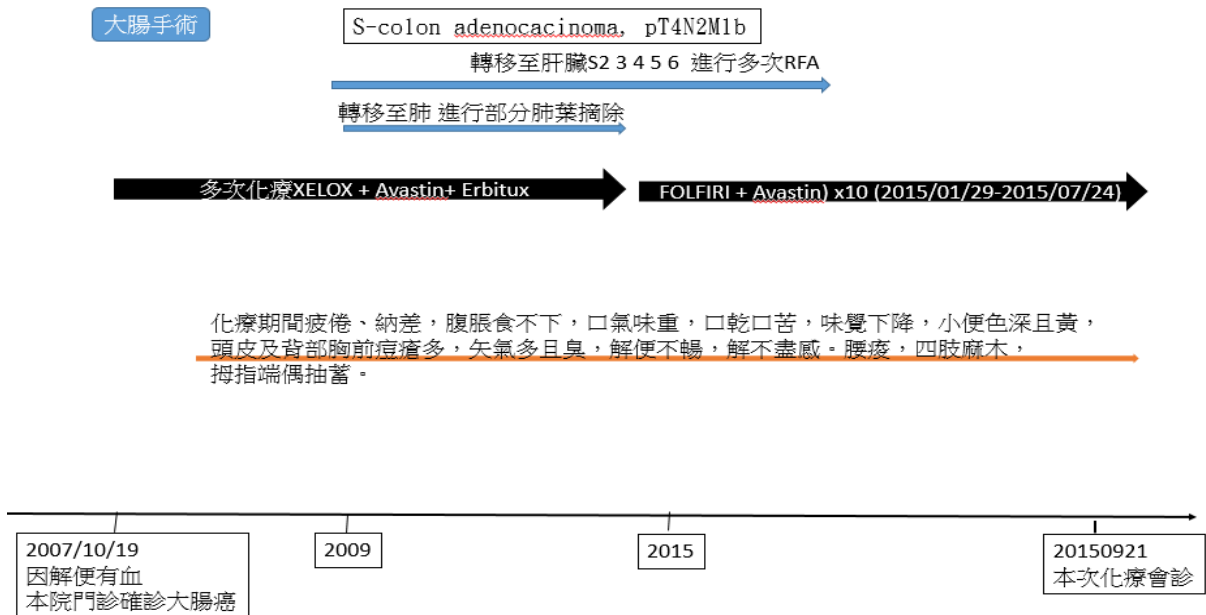 大腸手術
S-colon adenocacinoma, pT4N2M1b
轉移至肝臟S2 3 4 5 6 進行多次RFA
轉移至肺 進行部分肺葉摘除
多次化療XELOX + Avastin+ Erbitux
FOLFIRI + Avastin) x10 (2015/01/29-2015/07/24)
化療期間疲倦、納差，腹脹食不下，口氣味重，口乾口苦，味覺下降，小便色深且黃，
頭皮及背部胸前痘瘡多，矢氣多且臭，解便不暢，解不盡感。腰痠，四肢麻木，
拇指端偶抽蓄。
2007/10/19
因解便有血
本院門診確診大腸癌
2009
2015
20150921
本次化療會診